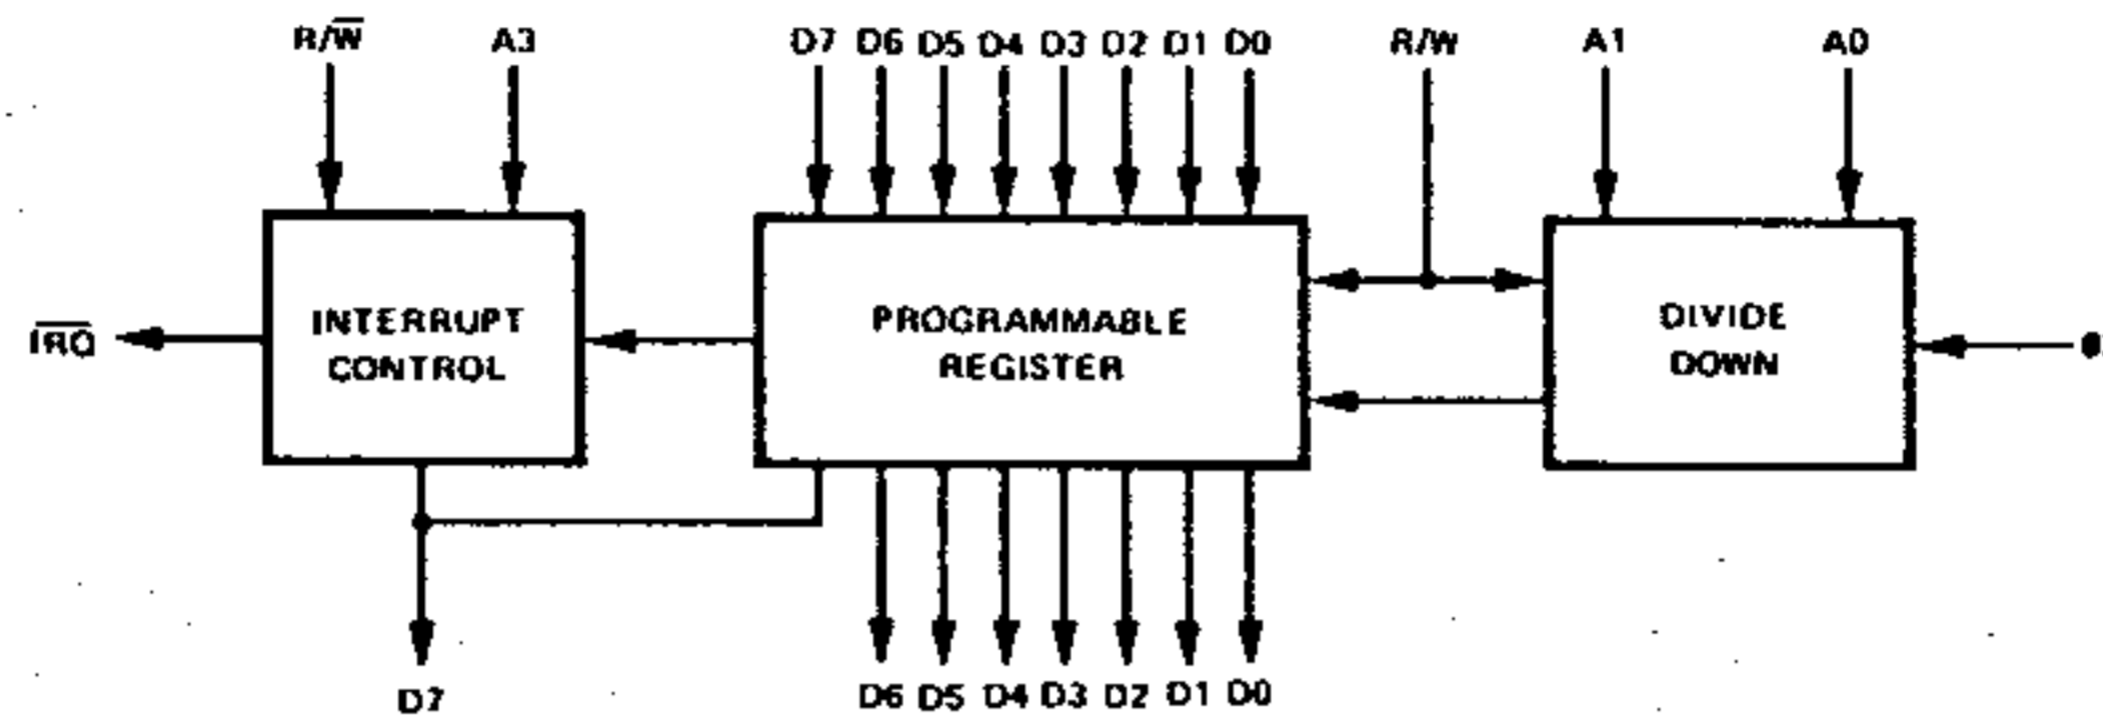 R/W̅ A3 D7 D6 D5 D4 D3 D2 D1 D0 R/W A1 A0
I̅R̅Q̅
INTERRUPT
CONTROL
PROGRAMMABLE
REGISTER
DIVIDE
DOWN
D7 D6 D5 D4 D3 D2 D1 D0